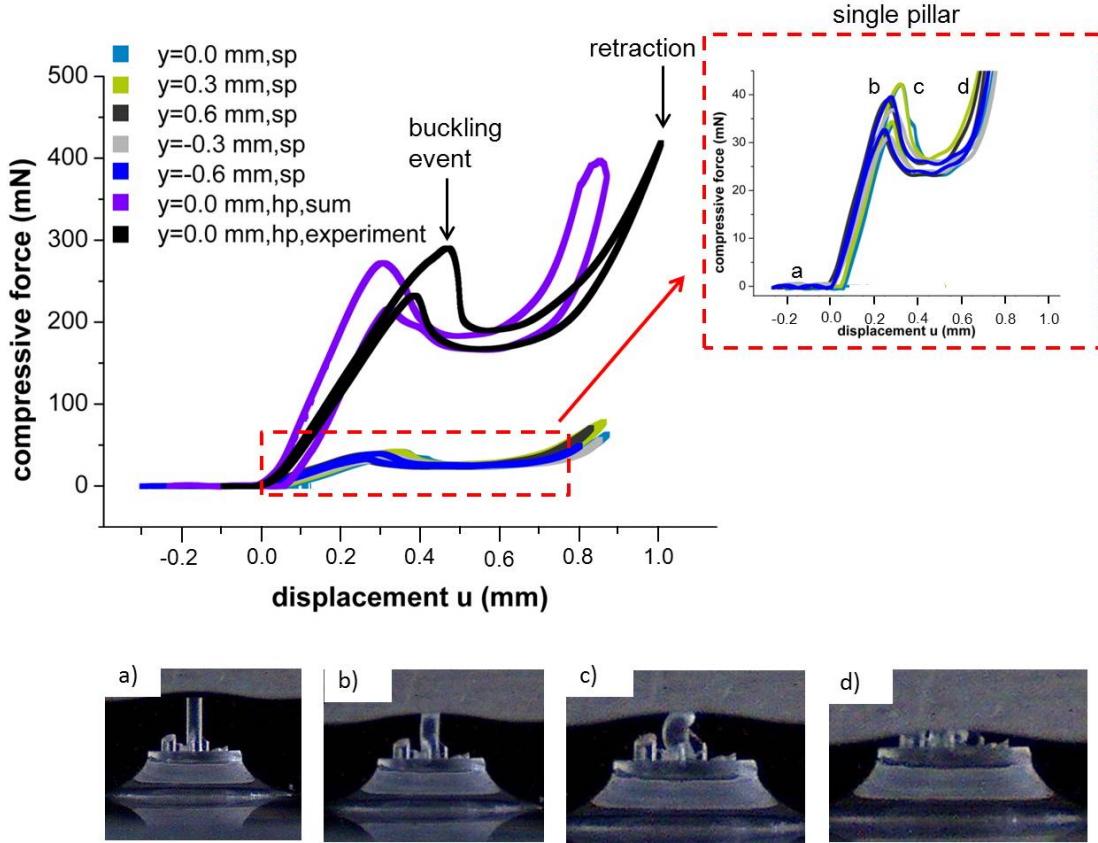 single pillar
y=0.0 mm,sp
y=0.3 mm,sp
y=0.6 mm,sp
y=-0.3 mm,sp
y=-0.6 mm,sp
y=0.0 mm,hp,sum
y=0.0 mm,hp,experiment
buckling
event
retraction
500
400
300
200
100
0
compressive force (mN)
-0.2
0.0
0.2
0.4
0.6
0.8
1.0
displacement u (mm)
40
30
20
10
0
compressive force (mN)
a
b
c
d
-0.2
0.0
0.2
0.4
0.6
0.8
1.0
displacement u (mm)
a)
b)
c)
d)